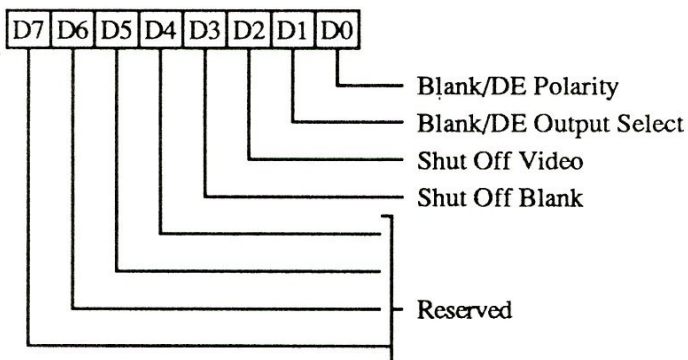 D7 D6 D5 D4 D3 D2 D1 D0
Blank/DE Polarity
Blank/DE Output Select
Shut Off Video
Shut Off Blank
Reserved